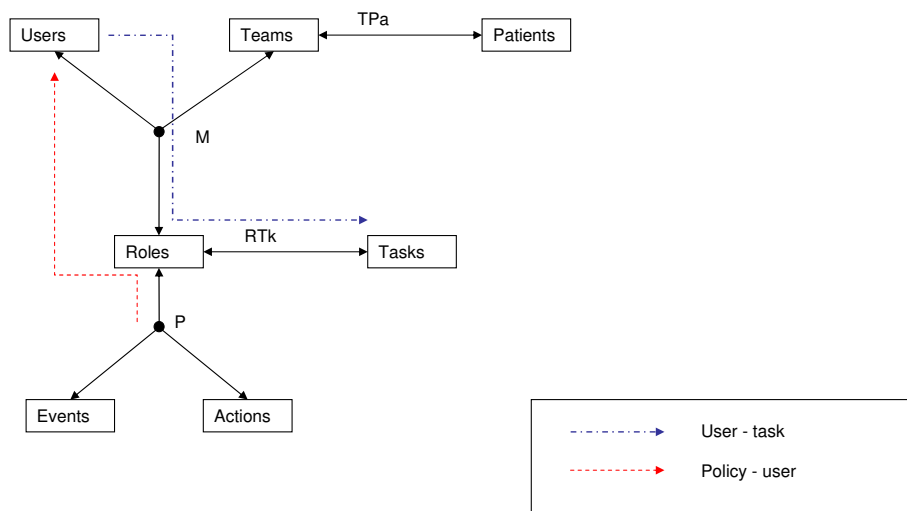 TPa
Users
Teams
Patients
M
RTk
Roles
Tasks
P
Events
Actions
User - task
Policy - user